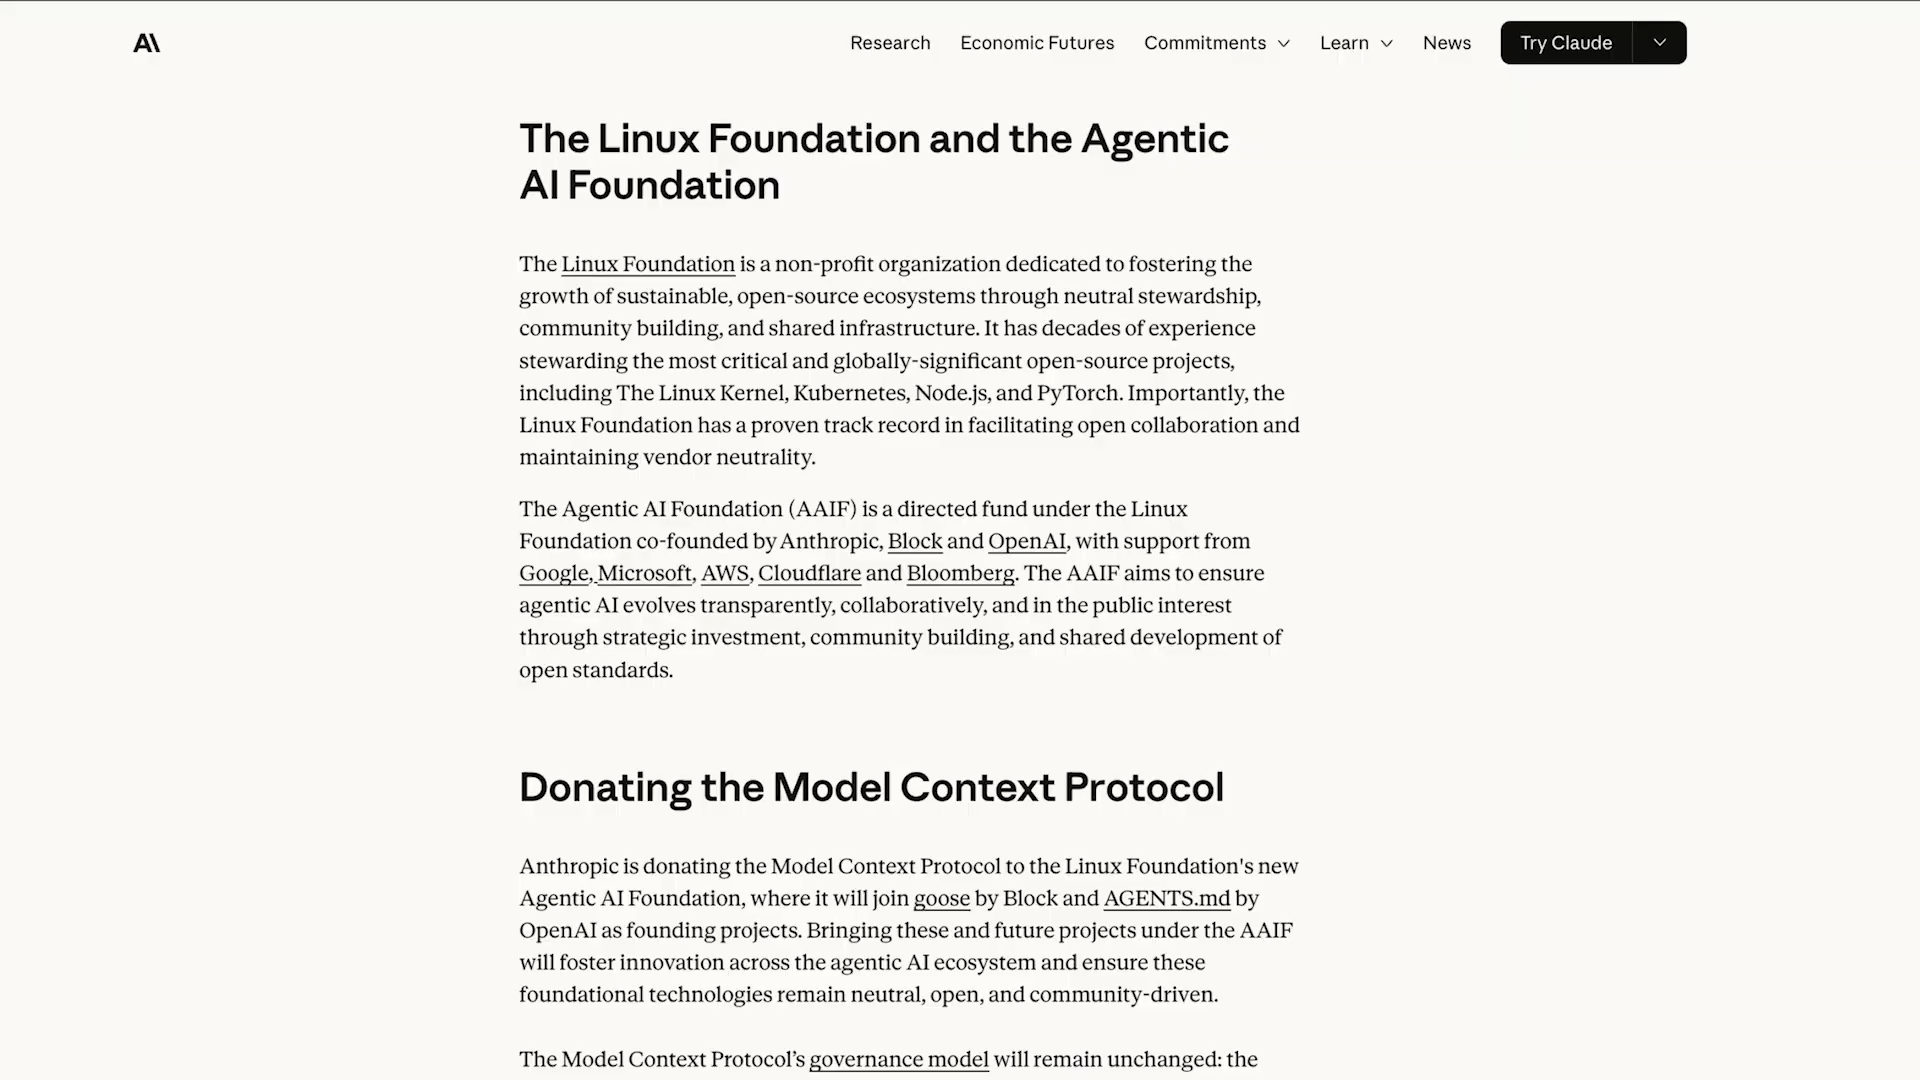 A\
Research
Economic Futures
Commitments
Learn
News
Try Claude
The Linux Foundation and the Agentic
AI Foundation
The Linux Foundation is a non-profit organization dedicated to fostering the
growth of sustainable, open-source ecosystems through neutral stewardship,
community building, and shared infrastructure. It has decades of experience
stewarding the most critical and globally-significant open-source projects,
including The Linux Kernel, Kubernetes, Node.js, and PyTorch. Importantly, the
Linux Foundation has a proven track record in facilitating open collaboration and
maintaining vendor neutrality.
The Agentic AI Foundation (AAIF) is a directed fund under the Linux
Foundation co-founded by Anthropic, Block and OpenAI, with support from
Google, Microsoft, AWS, Cloudflare and Bloomberg. The AAIF aims to ensure
agentic AI evolves transparently, collaboratively, and in the public interest
through strategic investment, community building, and shared development of
open standards.
Donating the Model Context Protocol
Anthropic is donating the Model Context Protocol to the Linux Foundation's new
Agentic AI Foundation, where it will join goose by Block and AGENTS.md by
OpenAI as founding projects. Bringing these and future projects under the AAIF
will foster innovation across the agentic AI ecosystem and ensure these
foundational technologies remain neutral, open, and community-driven.
The Model Context Protocol’s governance model will remain unchanged: the